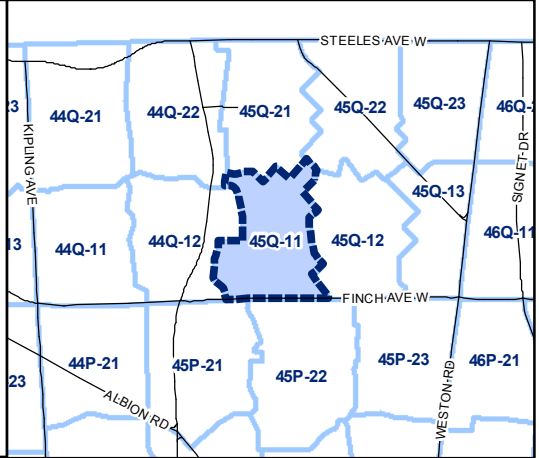 STEELES AVE W
23
44Q-21
44Q-22
45Q-21
45Q-22
45Q-23
46Q-2
KIPLING AVE
SIGNET DR
45Q-13
13
44Q-11
44Q-12
45Q-11
45Q-12
46Q-11
FINCH AVE W
23
44P-21
45P-21
45P-22
45P-23
46P-21
ALBION RD
WESTON RD